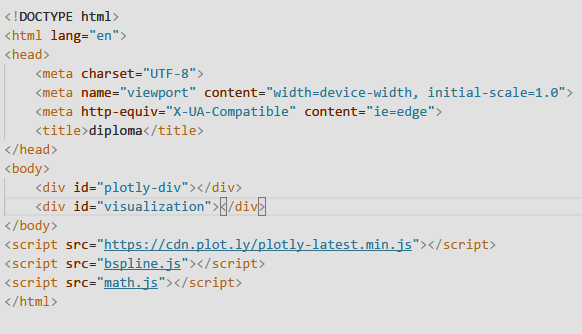 <!DOCTYPE html>
<html lang="en">
<head>
    <meta charset="UTF-8">
    <meta name="viewport" content="width=device-width, initial-scale=1.0">
    <meta http-equiv="X-UA-Compatible" content="ie=edge">
    <title>diploma</title>
</head>
<body>
    <div id="plotly-div"></div>
    <div id="visualization"></div>
</body>
<script src="https://cdn.plot.ly/plotly-latest.min.js"></script>
<script src="bspline.js"></script>
<script src="math.js"></script>
</html>